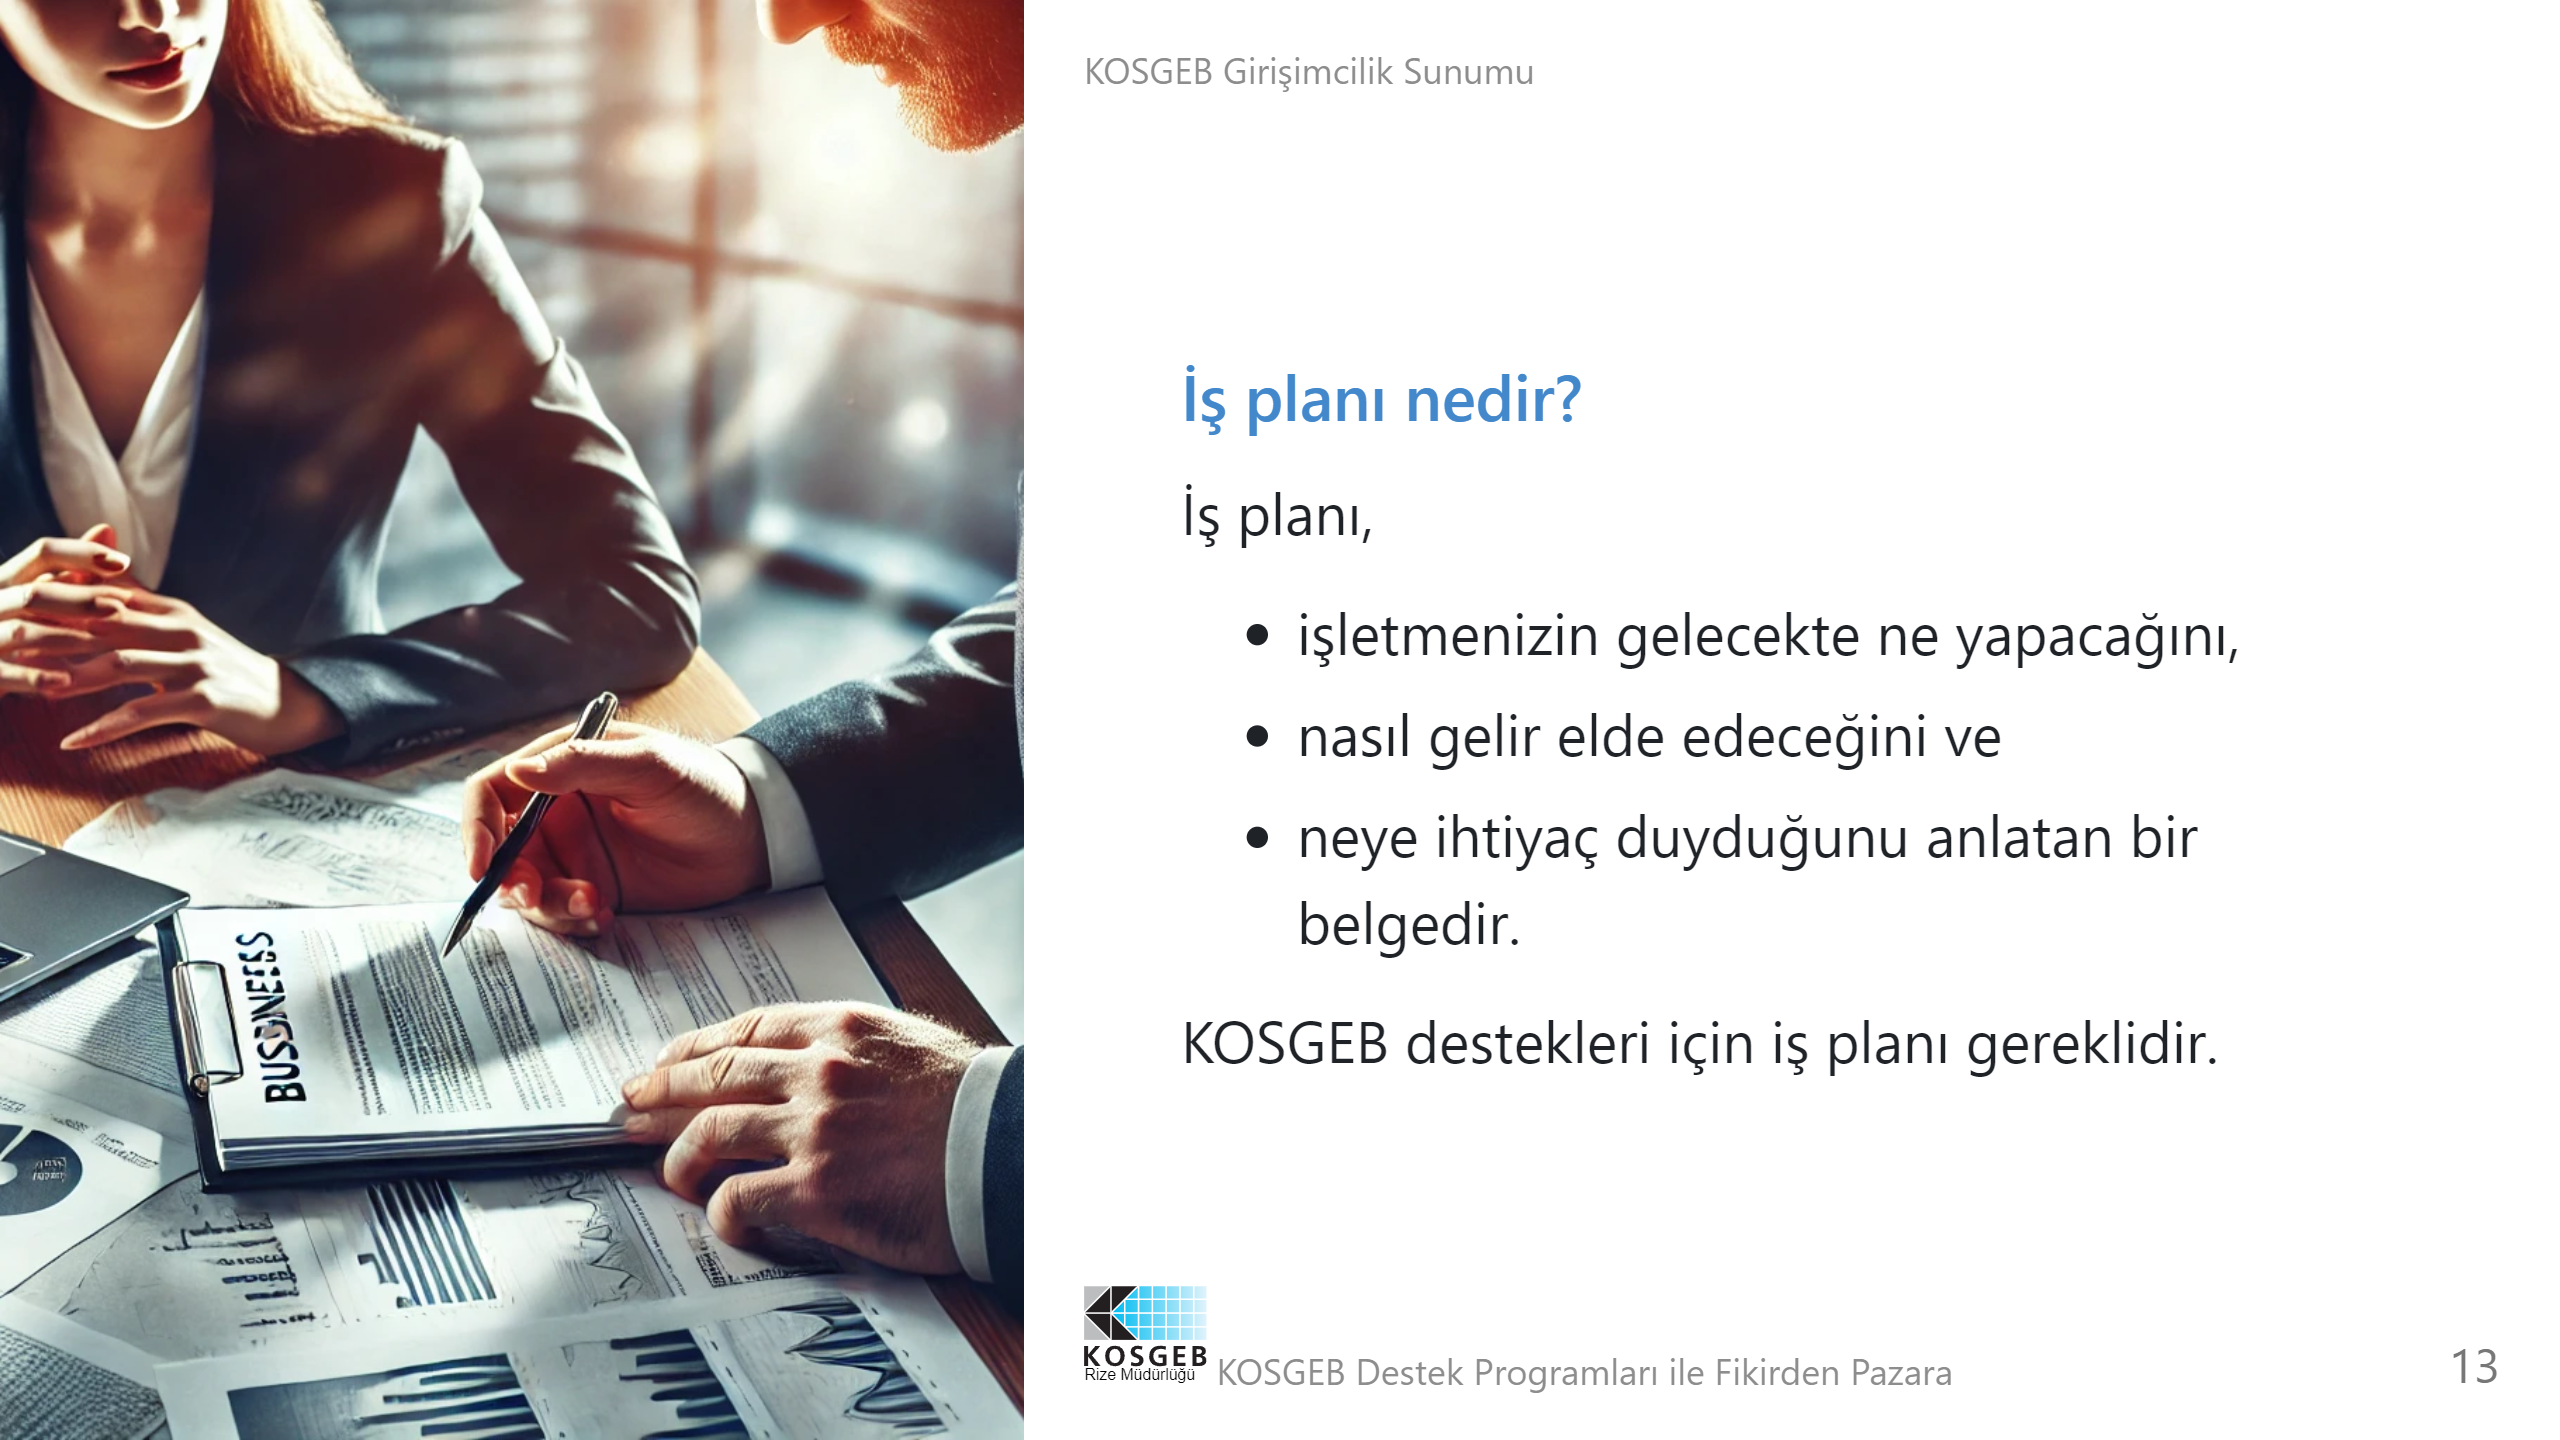 KOSGEB Girişimcilik Sunumu
İş planı nedir?
İş planı,
• işletmenizin gelecekte ne yapacağını,
• nasıl gelir elde edeceğini ve
• neye ihtiyaç duyduğunu anlatan bir
belgedir.
KOSGEB destekleri için iş planı gereklidir.
KOSGEB
Rize Müdürlüğü
KOSGEB Destek Programları ile Fikirden Pazara
13